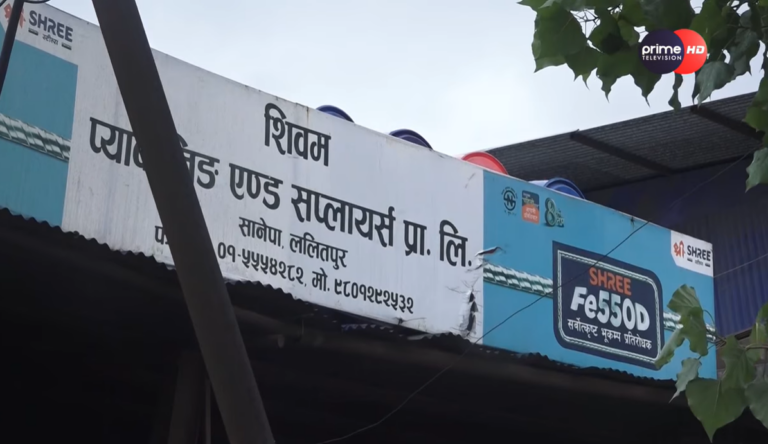 श्री SHREE
स्टील्स
prime HD
TELEVISION
शिवम
एण्ड सप्लायर्स प्रा. लि.
सानेपा, ललितपुर
०१-५५५४२८२, मो. ९८०१२९२५३२
SHREE
Fe550D
सर्वोत्कृष्ट भूकम्प प्रतिरोधक
श्री SHREE
स्टील्स